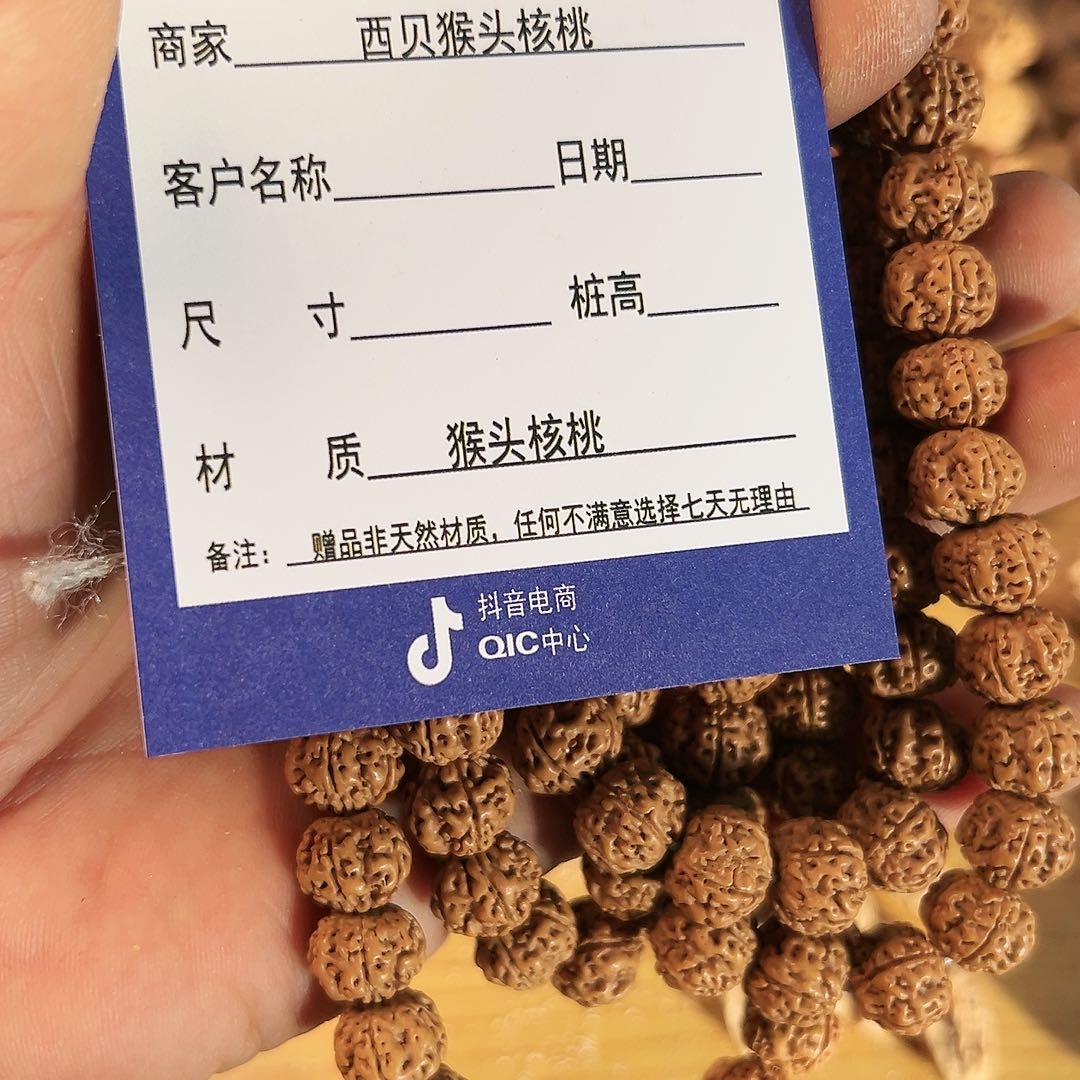 商家 西贝猴头核桃
客户名称 日期
尺寸 桩高
材质 猴头核桃
备注： 赠品非天然材质，任何不满意选择七天无理由
抖音电商
QIC中心